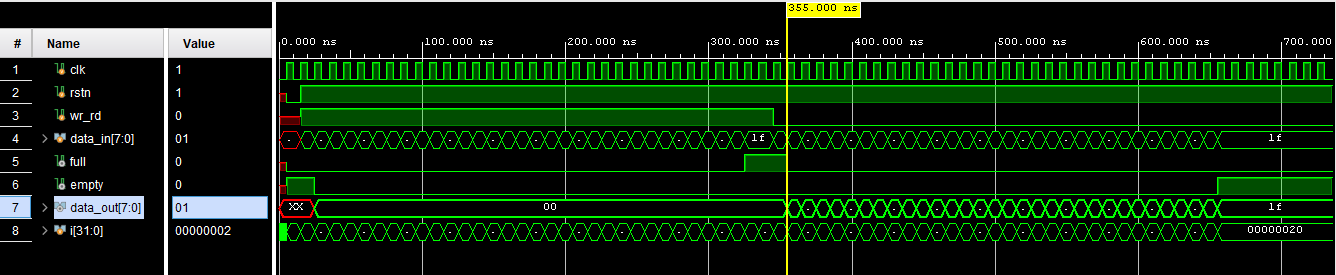 355.000 ns
# Name Value 0.000 ns 100.000 ns 200.000 ns 300.000 ns 400.000 ns 500.000 ns 600.000 ns 700.000
1 clk 1
2 rstn 1
3 wr_rd 0
4 data_in[7:0] 01 1f 1f
5 full 0
6 empty 0
7 data_out[7:0] 01 XX 00 1f
8 i[31:0] 00000002 00000020